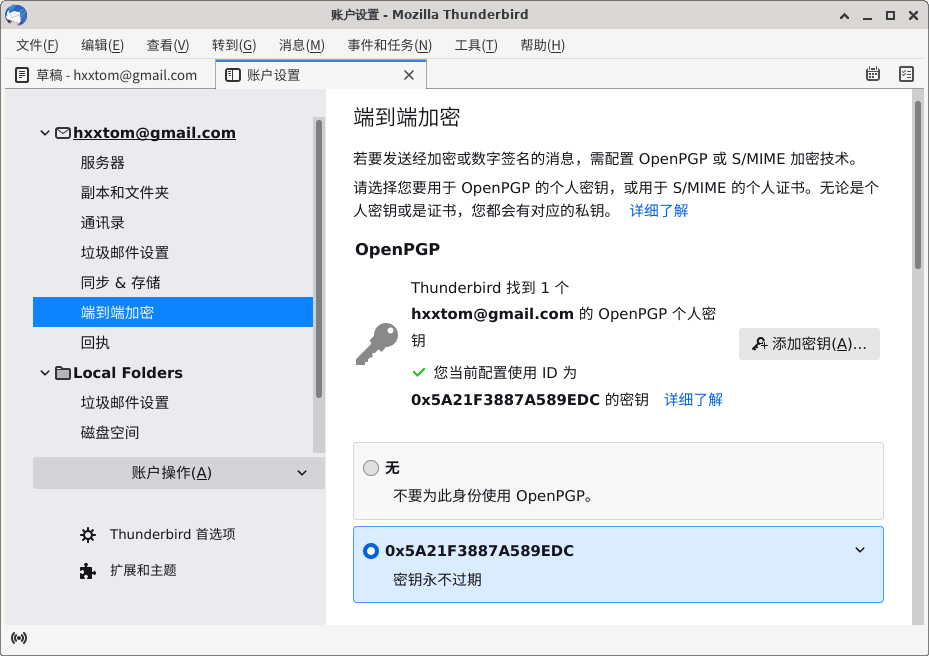 账户设置 - Mozilla Thunderbird
文件(F) 编辑(E) 查看(V) 转到(G) 消息(M) 事件和任务(N) 工具(T) 帮助(H)
草稿 - hxxtom@gmail.com
账户设置
hxxtom@gmail.com
服务器
副本和文件夹
通讯录
垃圾邮件设置
同步 & 存储
端到端加密
回执
Local Folders
垃圾邮件设置
磁盘空间
账户操作(A)
Thunderbird 首选项
扩展和主题
端到端加密
若要发送经加密或数字签名的消息，需配置 OpenPGP 或 S/MIME 加密技术。
请选择您要用于 OpenPGP 的个人密钥，或用于 S/MIME 的个人证书。无论是个
人密钥或是证书，您都会有对应的私钥。 详细了解
OpenPGP
Thunderbird 找到 1 个
hxxtom@gmail.com 的 OpenPGP 个人密
钥
您当前配置使用 ID 为
0x5A21F3887A589EDC 的密钥 详细了解
添加密钥(A)...
无
不要为此身份使用 OpenPGP。
0x5A21F3887A589EDC
密钥永不过期